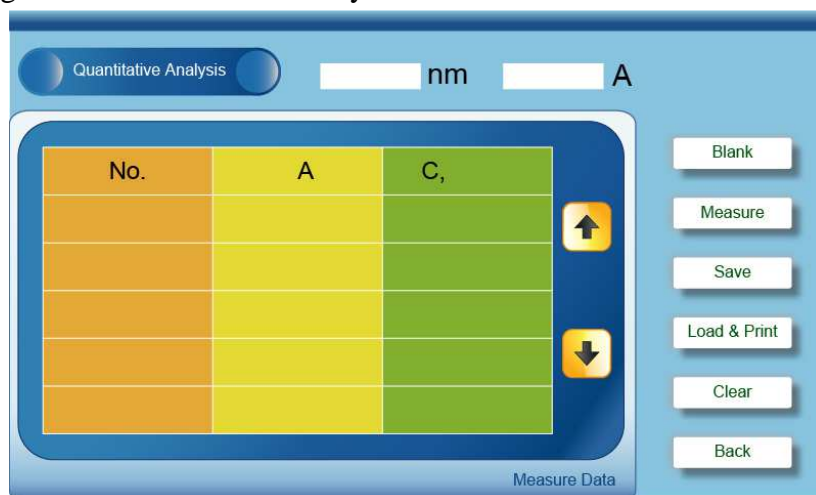 Quantitative Analysis nm A
No. A C,
Blank
Measure
Save
Load & Print
Clear
Back
Measure Data